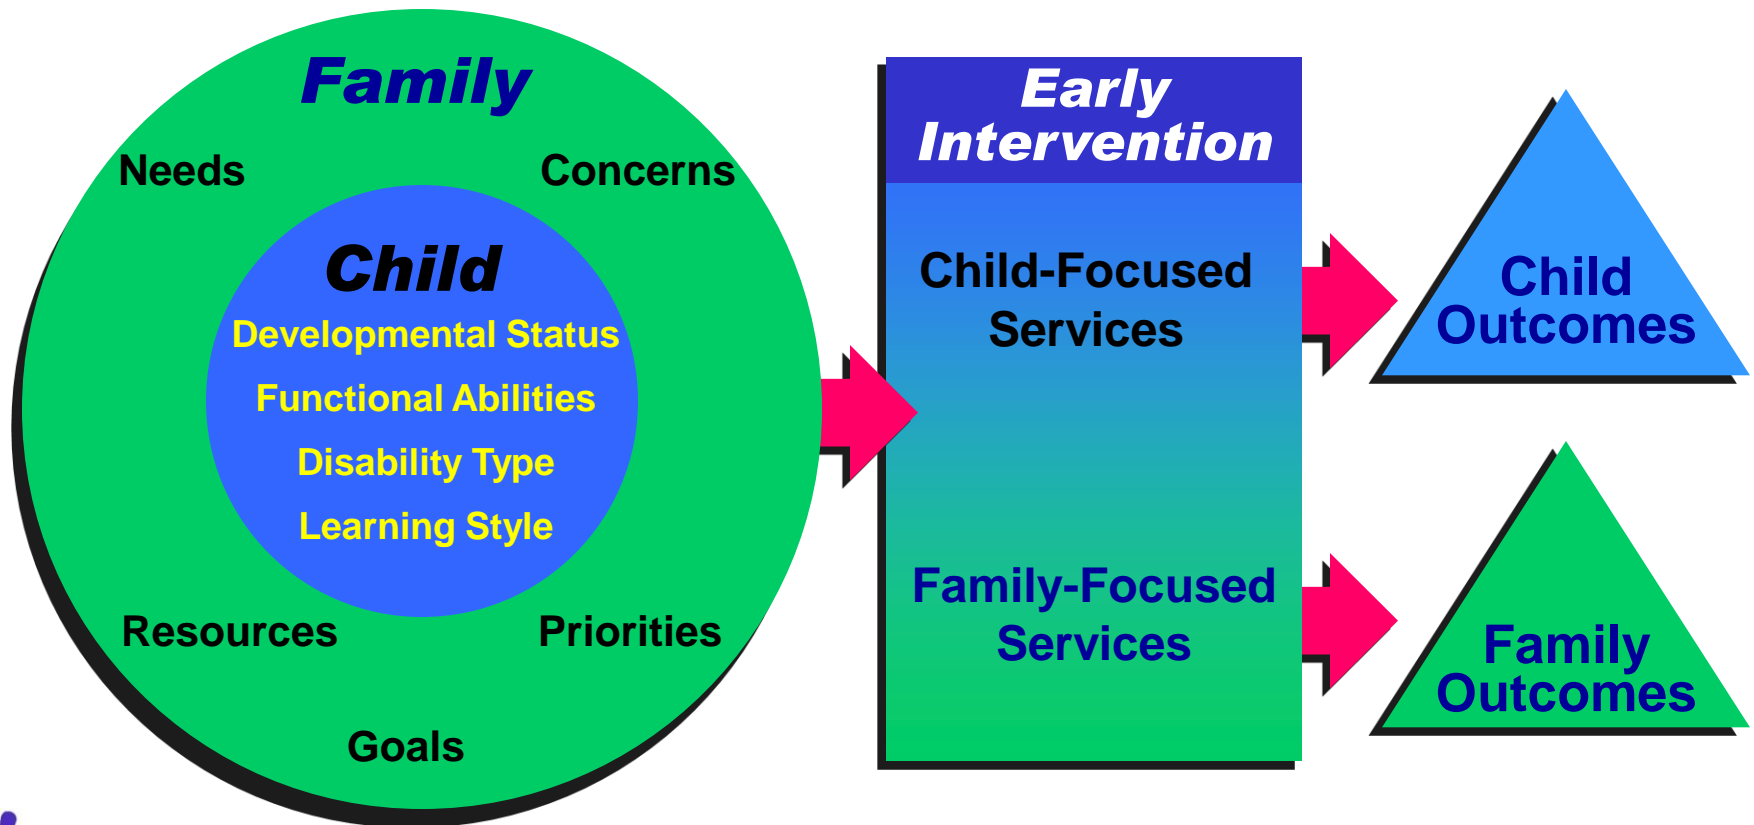 Family
Needs
Concerns
Child
Developmental Status
Functional Abilities
Disability Type
Learning Style
Resources
Priorities
Goals
Early
Intervention
Child-Focused
Services
Family-Focused
Services
Child
Outcomes
Family
Outcomes